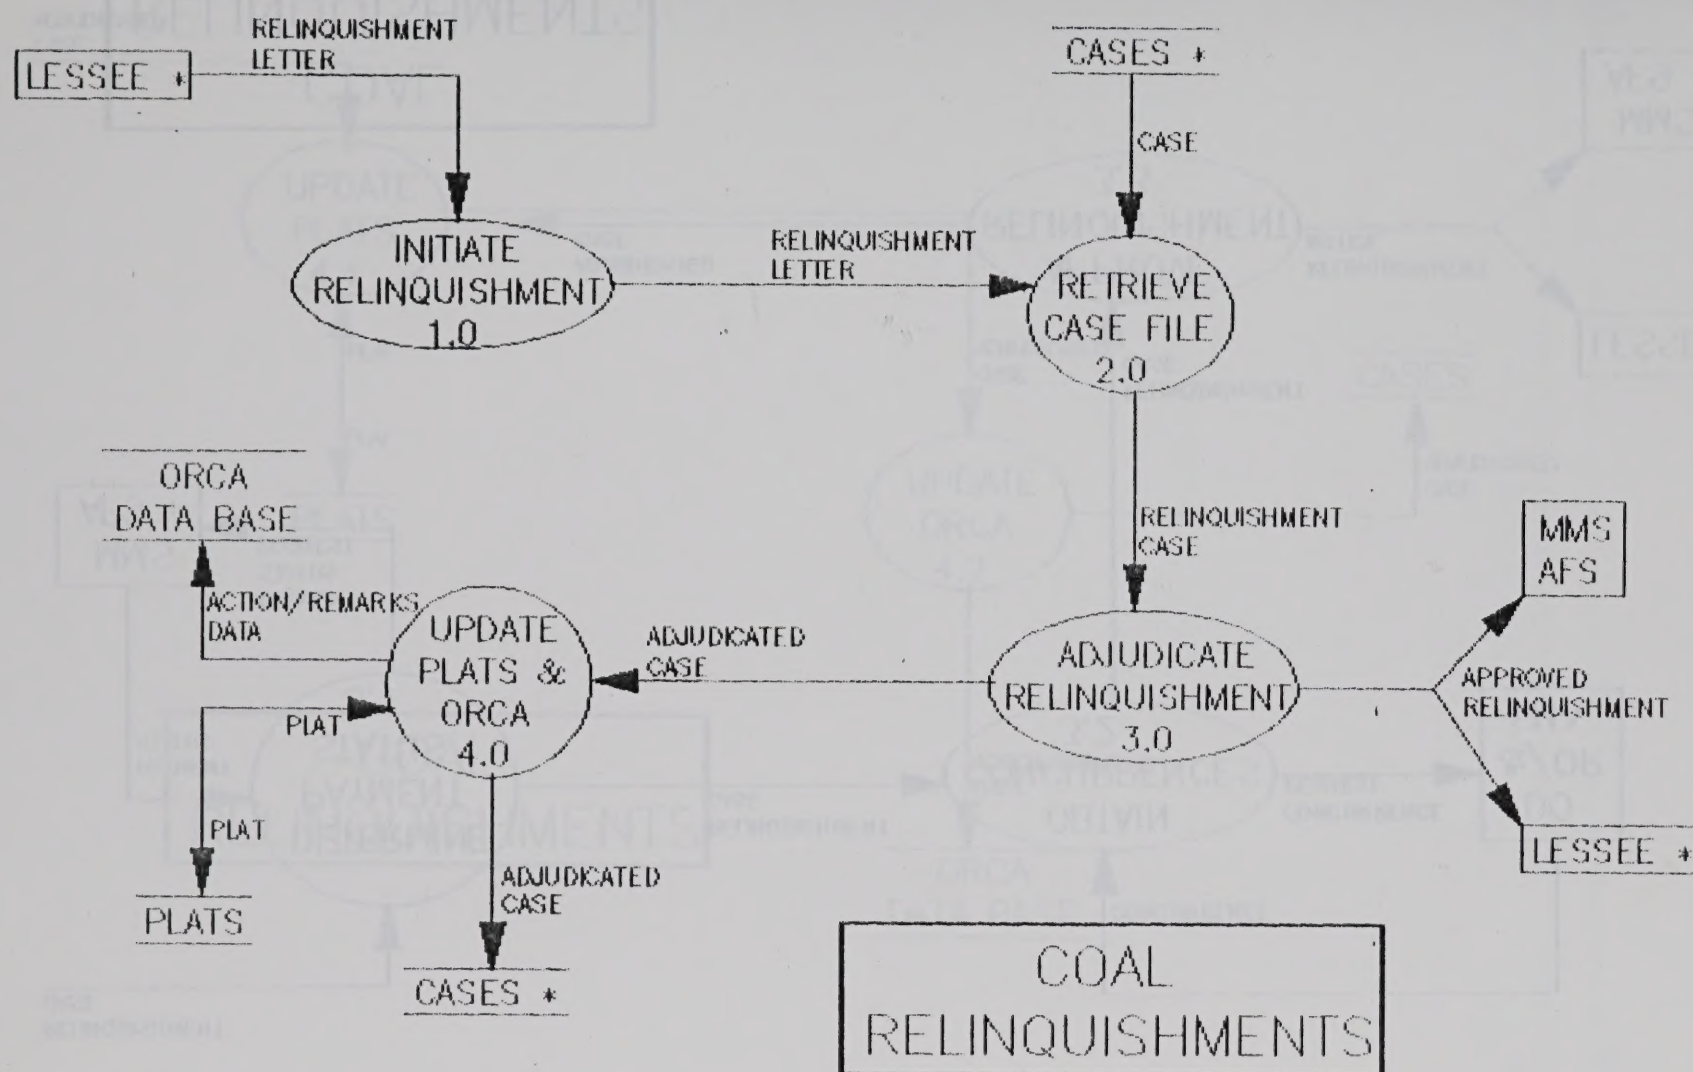 RELINQUISHMENT
LETTER
LESSEE *
CASES *
CASE
INITIATE
RELINQUISHMENT
1.0
RELINQUISHMENT
LETTER
RETRIEVE
CASE FILE
2.0
RELINQUISHMENT
CASE
ORCA
DATA BASE
ACTION/REMARKS
DATA
UPDATE
PLATS &
ORCA
4.0
ADJUDICATED
CASE
ADJUDICATE
RELINQUISHMENT
3.0
MMS
AFS
APPROVED
RELINQUISHMENT
LESSEE *
PLAT
PLAT
PLATS
ADJUDICATED
CASE
CASES *
COAL
RELINQUISHMENTS